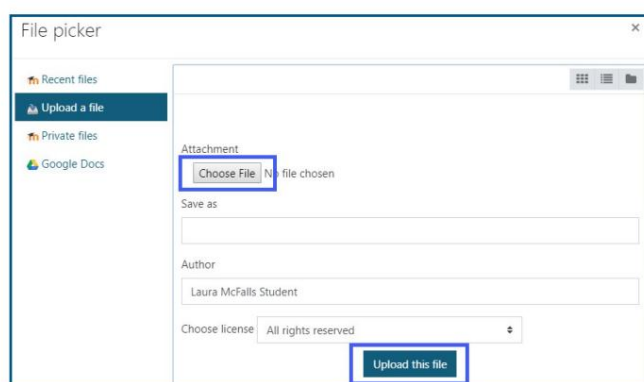 File picker
×
Recent files
Upload a file
Private files
Google Docs
Attachment
Choose File No file chosen
Save as
Author
Laura McFalls Student
Choose license All rights reserved
Upload this file